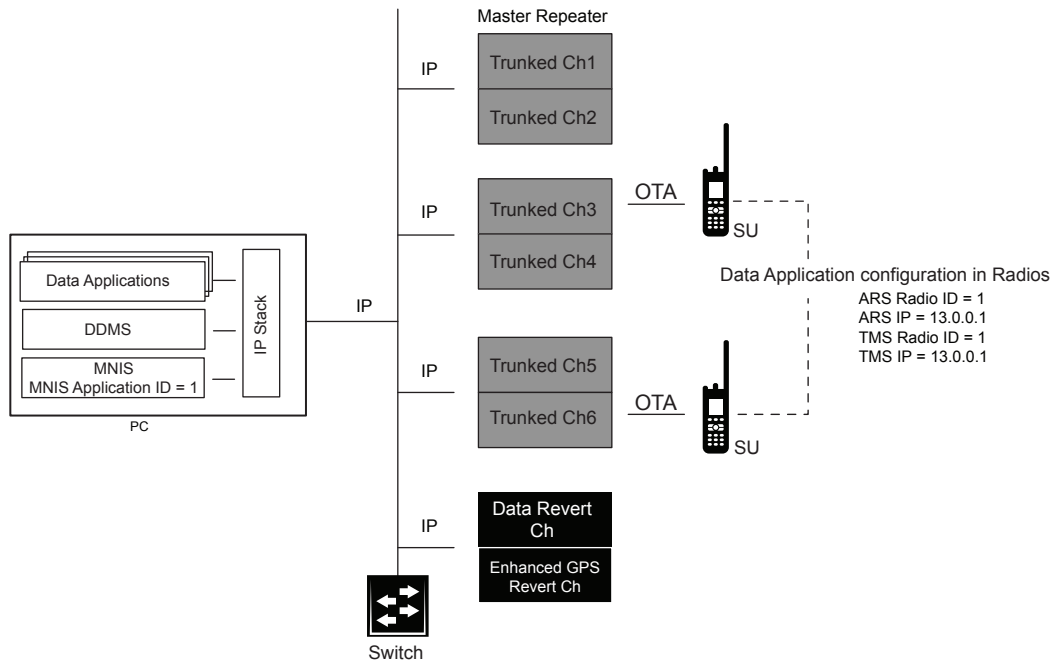 Master Repeater
IP
Trunked Ch1
Trunked Ch2
IP
Trunked Ch3
Trunked Ch4
OTA
SU
Data Applications
DDMS
MNIS
MNIS Application ID = 1
IP Stack
PC
IP
Data Application configuration in Radios
ARS Radio ID = 1
ARS IP = 13.0.0.1
TMS Radio ID = 1
TMS IP = 13.0.0.1
IP
Trunked Ch5
Trunked Ch6
OTA
SU
IP
Data Revert
Ch
Enhanced GPS
Revert Ch
Switch